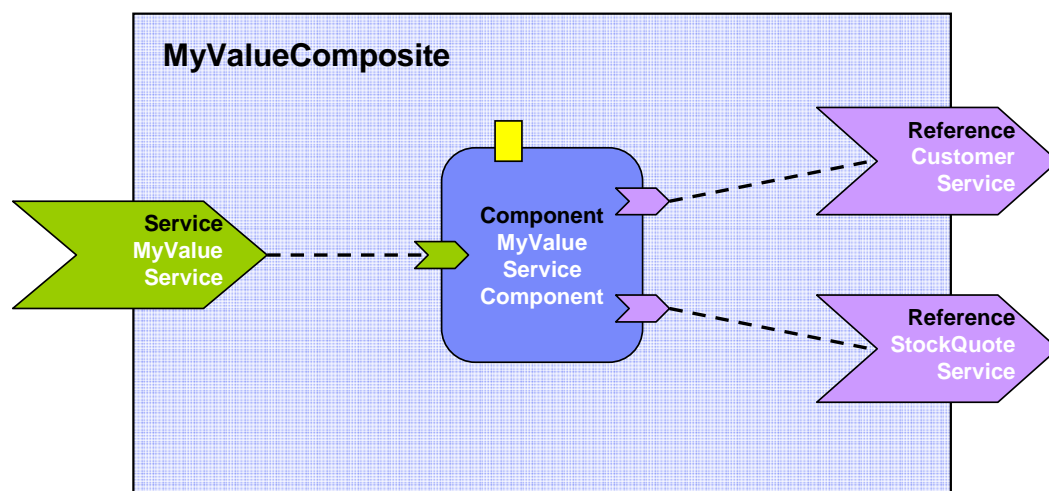 MyValueComposite
Service
MyValue
Service
Component
MyValue
Service
Component
Reference
Customer
Service
Reference
StockQuote
Service